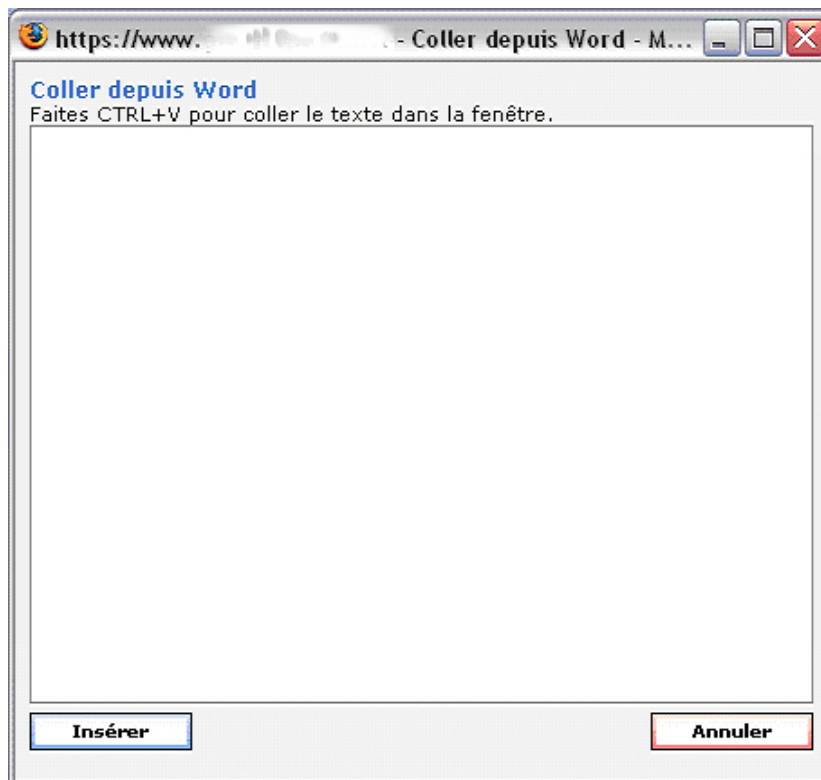 https://www. - Coller depuis Word - M...
Coller depuis Word
Faites CTRL+V pour coller le texte dans la fenêtre.
Insérer
Annuler